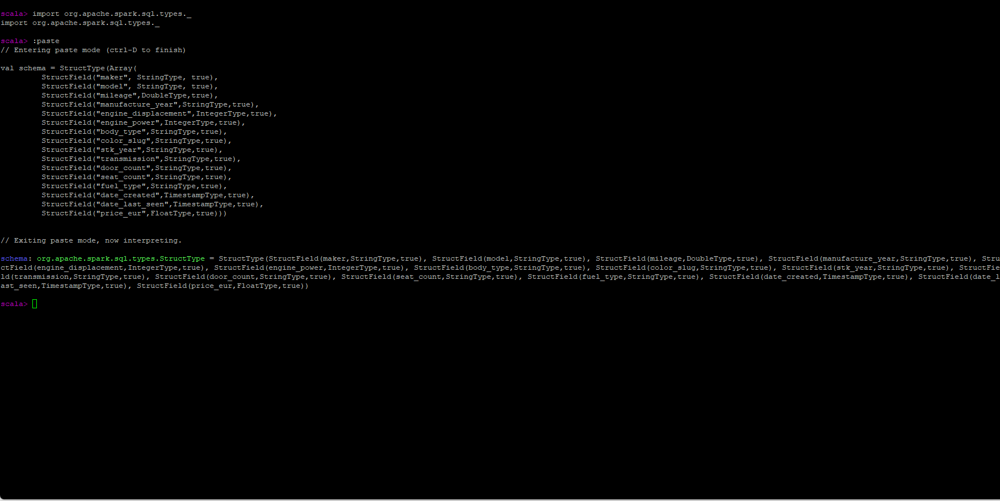 scala> import org.apache.spark.sql.types._
import org.apache.spark.sql.types._
scala> :paste
// Entering paste mode (ctrl-D to finish)
val schema = StructType(Array(
StructField("maker", StringType, true),
StructField("model", StringType, true),
StructField("mileage",DoubleType,true),
StructField("manufacture_year",StringType,true),
StructField("engine_displacement",IntegerType,true),
StructField("engine_power",IntegerType,true),
StructField("body_type",StringType,true),
StructField("color_slug",StringType,true),
StructField("stk_year",StringType,true),
StructField("transmission",StringType,true),
StructField("door_count",StringType,true),
StructField("seat_count",StringType,true),
StructField("fuel_type",StringType,true),
StructField("date_created",TimestampType,true),
StructField("date_last_seen",TimestampType,true),
StructField("price_eur",FloatType,true)))
// Exiting paste mode, now interpreting.
schema: org.apache.spark.sql.types.StructType = StructType(StructField(maker,StringType,true), StructField(model,StringType,true), StructField(mileage,DoubleType,true), StructField(manufacture_year,StringType,true), Stru
ctField(engine_displacement,IntegerType,true), StructField(engine_power,IntegerType,true), StructField(body_type,StringType,true), StructField(color_slug,StringType,true), StructField(stk_year,StringType,true), StructFie
ld(transmission,StringType,true), StructField(door_count,StringType,true), StructField(seat_count,StringType,true), StructField(fuel_type,StringType,true), StructField(date_created,TimestampType,true), StructField(date_l
ast_seen,TimestampType,true), StructField(price_eur,FloatType,true))
scala>